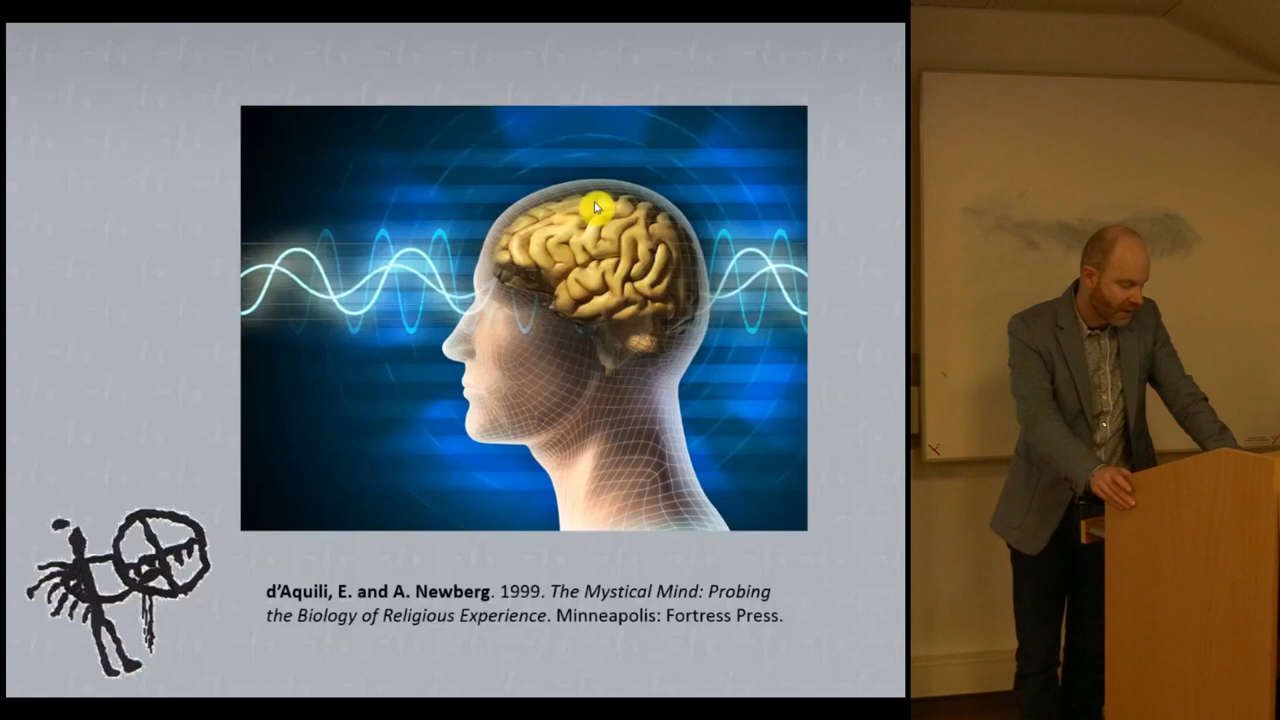 d'Aquili, E. and A. Newberg. 1999. The Mystical Mind: Probing
the Biology of Religious Experience. Minneapolis: Fortress Press.